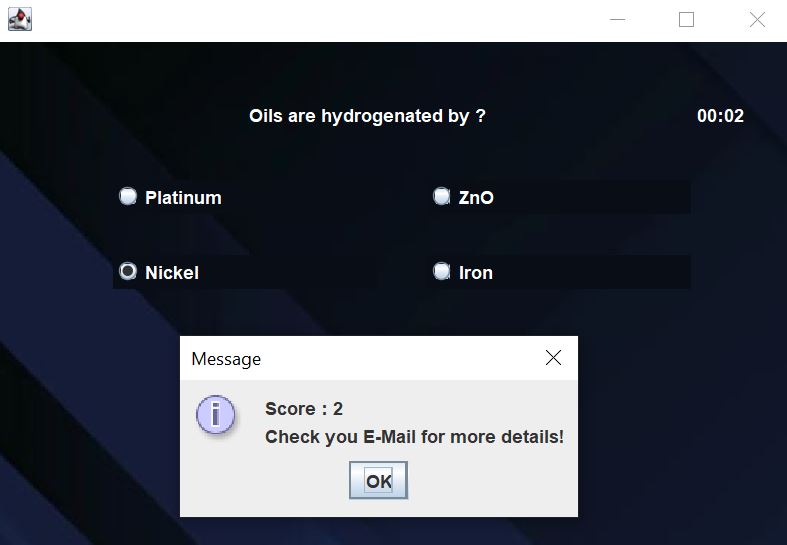 Oils are hydrogenated by ? 00:02
Platinum ZnO
Nickel Iron
Message
Score : 2
Check you E-Mail for more details!
OK